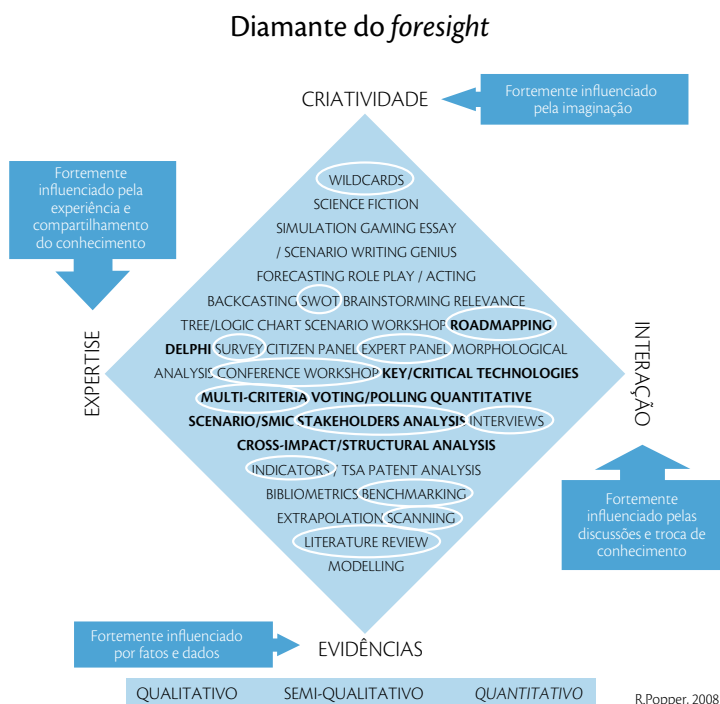 Diamante do foresight
CRIATIVIDADE
Fortemente influenciado
pela imaginação
Fortemente
influenciado pela
experiência e
compartilhamento
do conhecimento
WILDCARDS
SCIENCE FICTION
SIMULATION GAMING ESSAY
/ SCENARIO WRITING GENIUS
FORECASTING ROLE PLAY / ACTING
BACKCASTING SWOT BRAINSTORMING RELEVANCE
TREE/LOGIC CHART SCENARIO WORKSHOP ROADMAPPING
DELPHI SURVEY CITIZEN PANEL EXPERT PANEL MORPHOLOGICAL
ANALYSIS CONFERENCE WORKSHOP KEY/CRITICAL TECHNOLOGIES
MULTI-CRITERIA VOTING/POLLING QUANTITATIVE
SCENARIO/SMIC STAKEHOLDERS ANALYSIS INTERVIEWS
CROSS-IMPACT/STRUCTURAL ANALYSIS
INDICATORS / TSA PATENT ANALYSIS
BIBLIOMETRICS BENCHMARKING
EXTRAPOLATION SCANNING
LITERATURE REVIEW
MODELLING
EXPERTISE
INTERAÇÃO
Fortemente
influenciado pelas
discussões e troca de
conhecimento
Fortemente influenciado
por fatos e dados
EVIDÊNCIAS
QUALITATIVO SEMI-QUALITATIVO QUANTITATIVO
R.Popper, 2008